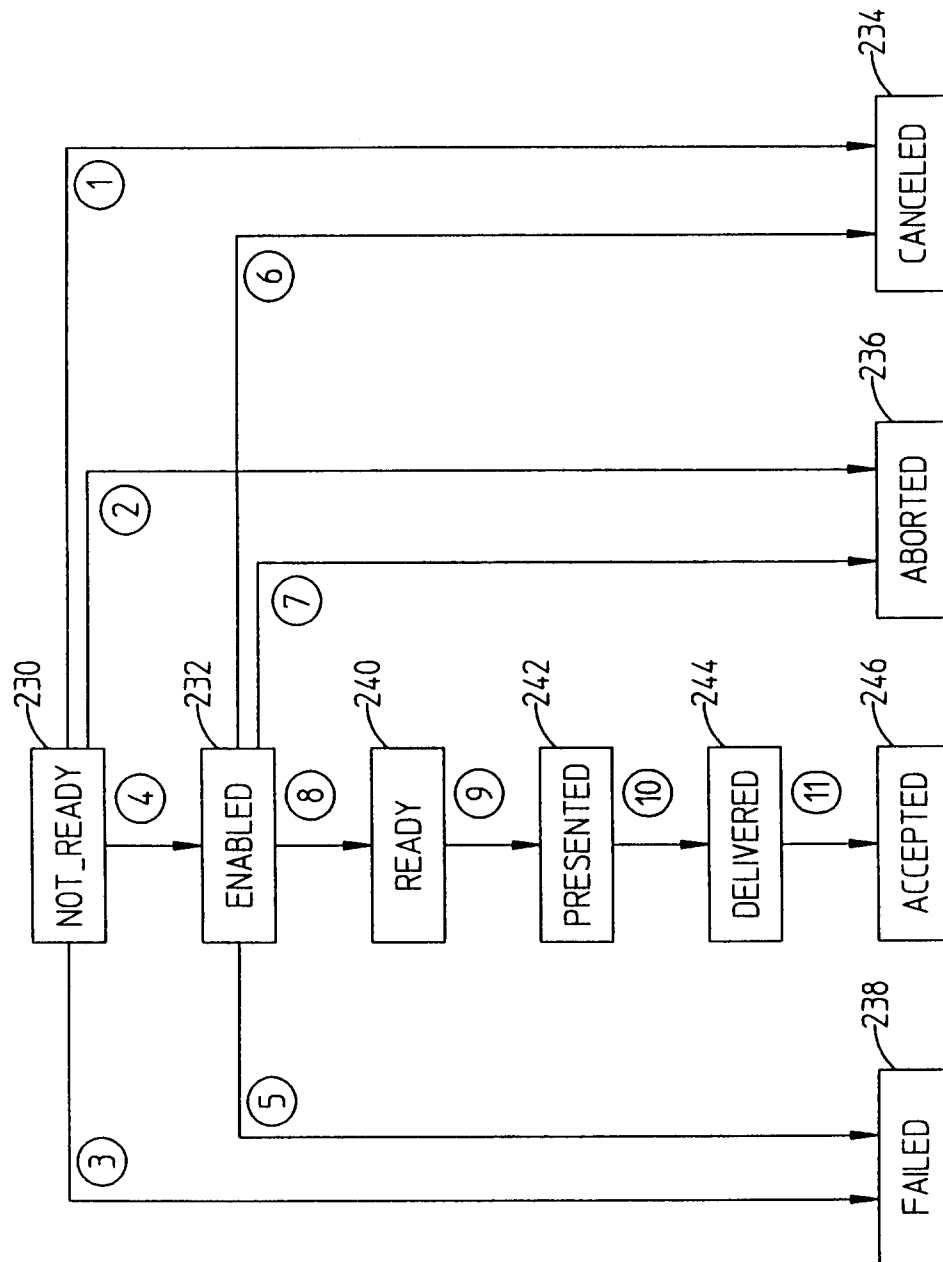 230
NOT_READY
1
2
3
4
232
ENABLED
5
6
7
8
240
READY
9
242
PRESENTED
10
244
DELIVERED
11
238
FAILED
246
ACCEPTED
236
ABORTED
234
CANCELED